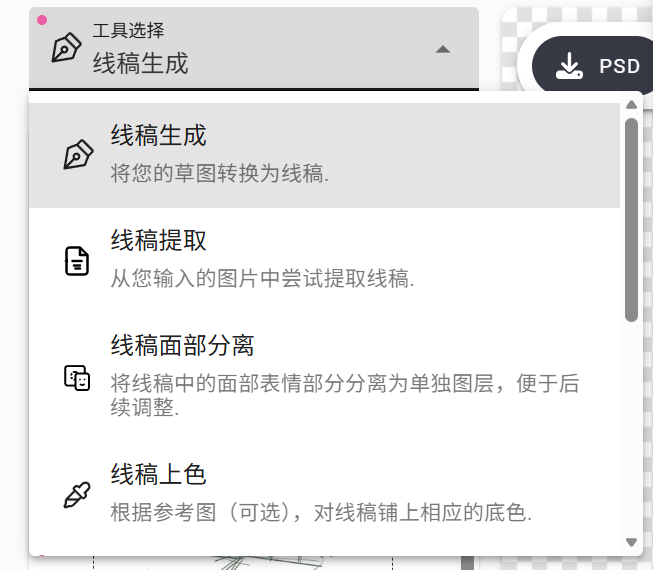 工具选择
线稿生成
PSD
线稿生成
将您的草图转换为线稿.
线稿提取
从您输入的图片中尝试提取线稿.
线稿面部分离
将线稿中的面部表情部分分离为单独图层，便于后
续调整.
线稿上色
根据参考图（可选），对线稿铺上相应的底色.